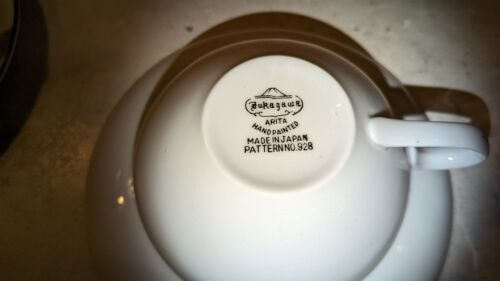 Fukagawa
ARITA
HANDPAINTED
MADE IN JAPAN
PATTERN NO. 928